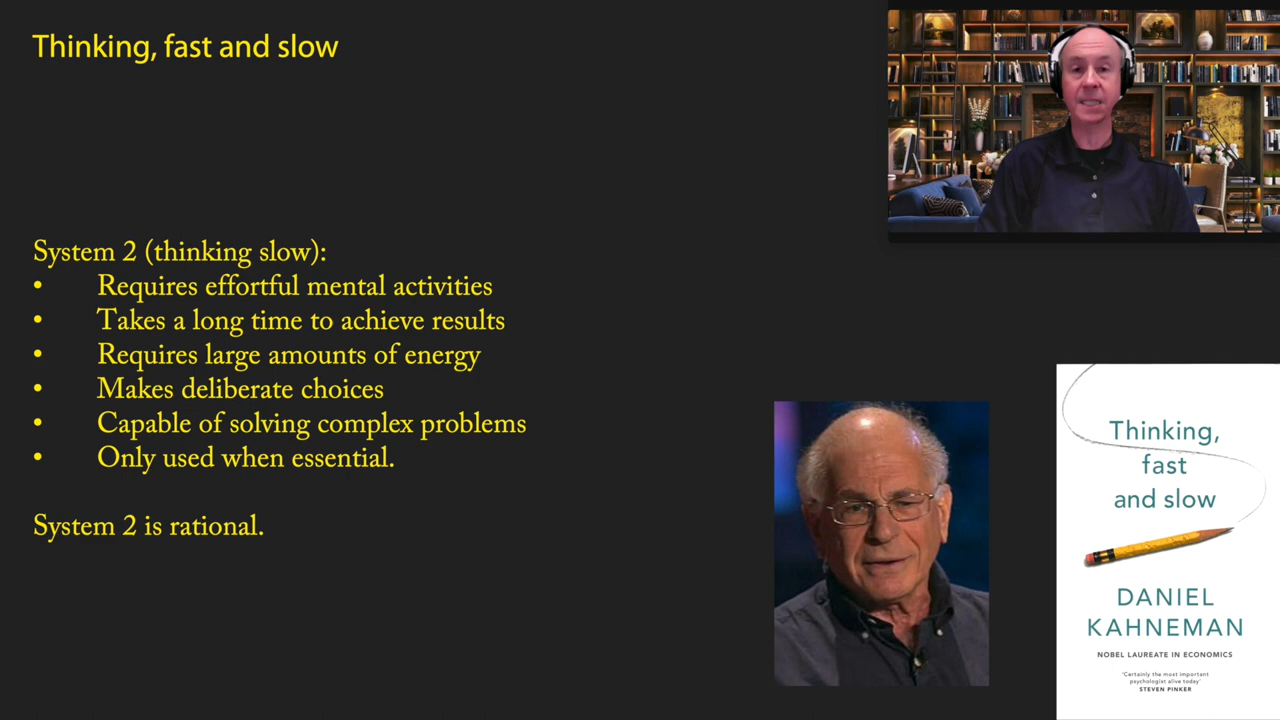 Thinking, fast and slow
System 2 (thinking slow):
• Requires effortful mental activities
• Takes a long time to achieve results
• Requires large amounts of energy
• Makes deliberate choices
• Capable of solving complex problems
• Only used when essential.
System 2 is rational.
Thinking,
fast
and slow
DANIEL
KAHNEMAN
NOBEL LAUREATE IN ECONOMICS
'Certainly the most important
psychologist alive today'
STEVEN PINKER